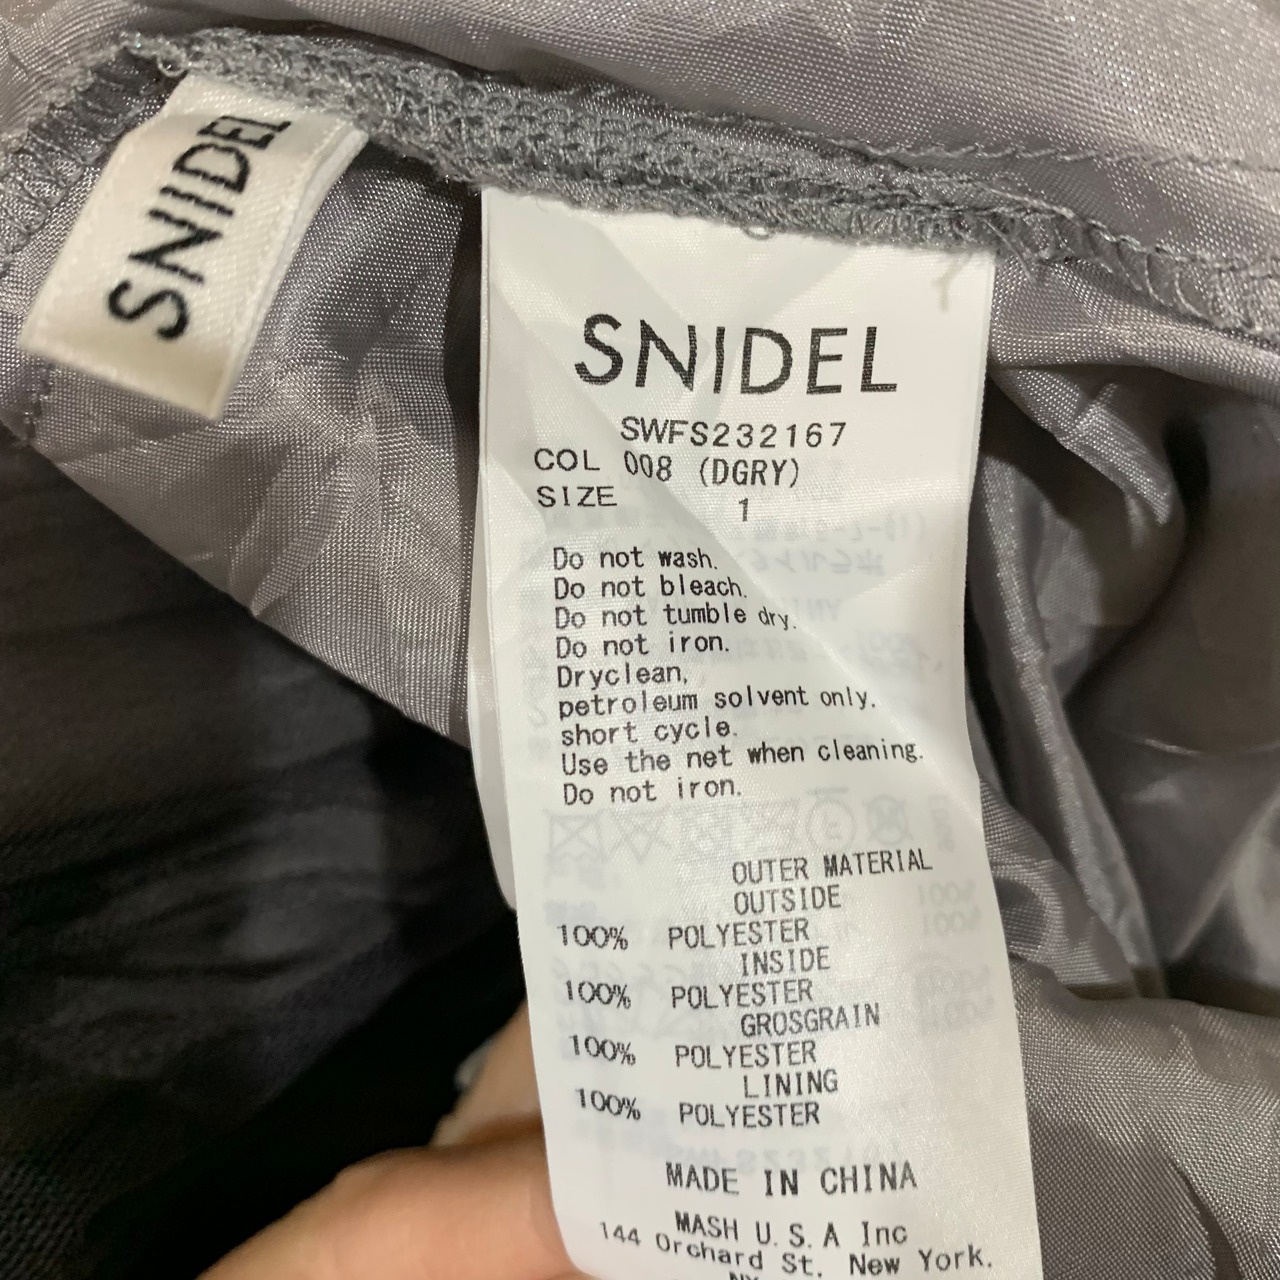 SNIDEL
SNIDEL
SWFS232167
COL 008 (DGRY)
SIZE 1
Do not wash.
Do not bleach.
Do not tumble dry.
Do not iron.
Dryclean,
petroleum solvent only.
short cycle.
Use the net when cleaning.
Do not iron.
OUTER MATERIAL
OUTSIDE
100% POLYESTER
INSIDE
100% POLYESTER
GROSGRAIN
100% POLYESTER
LINING
100% POLYESTER
MADE IN CHINA
MASH U.S.A Inc
144 Orchard St. New York.